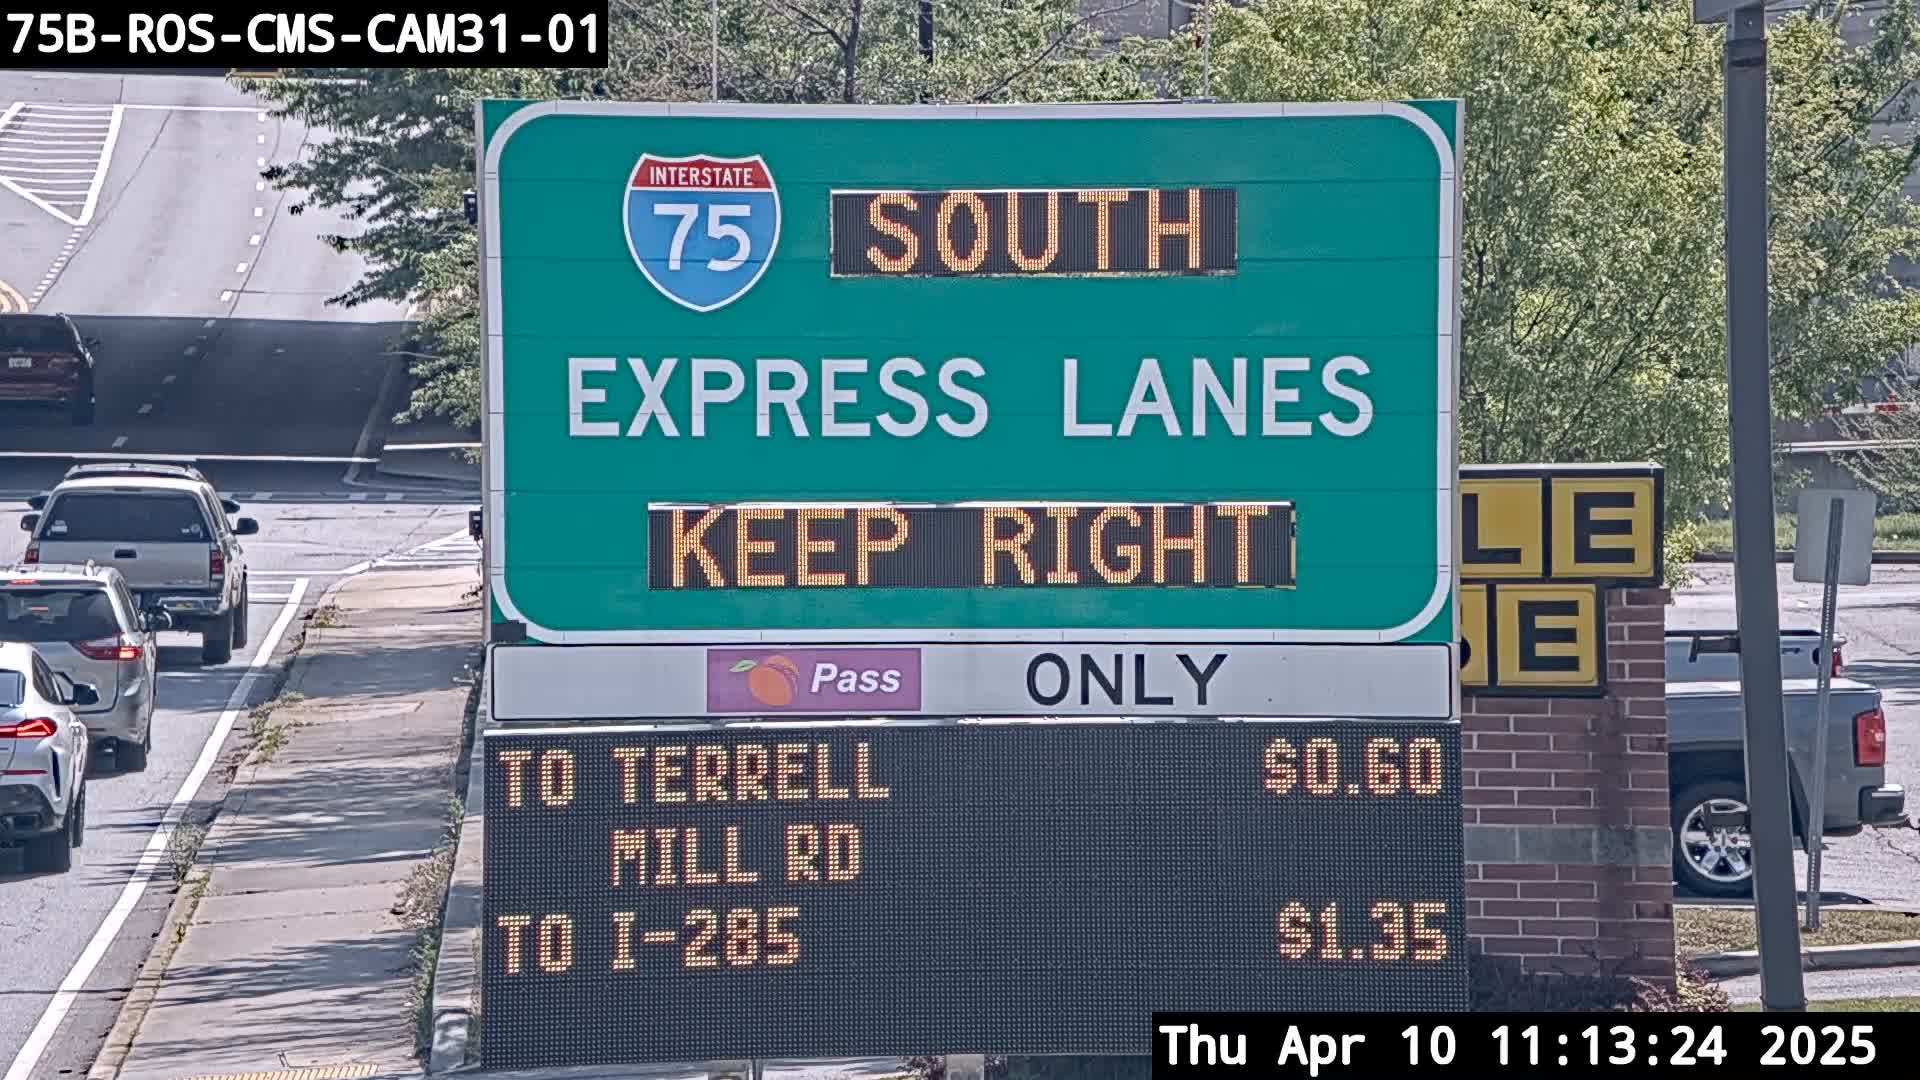 75B-ROS-CMS-CAM31-01
INTERSTATE
75
SOUTH
EXPRESS LANES
KEEP RIGHT
LE
E
Pass ONLY
TO TERRELL $0.60
MILL RD
TO I-285 $1.35
Thu Apr 10 11:13:24 2025